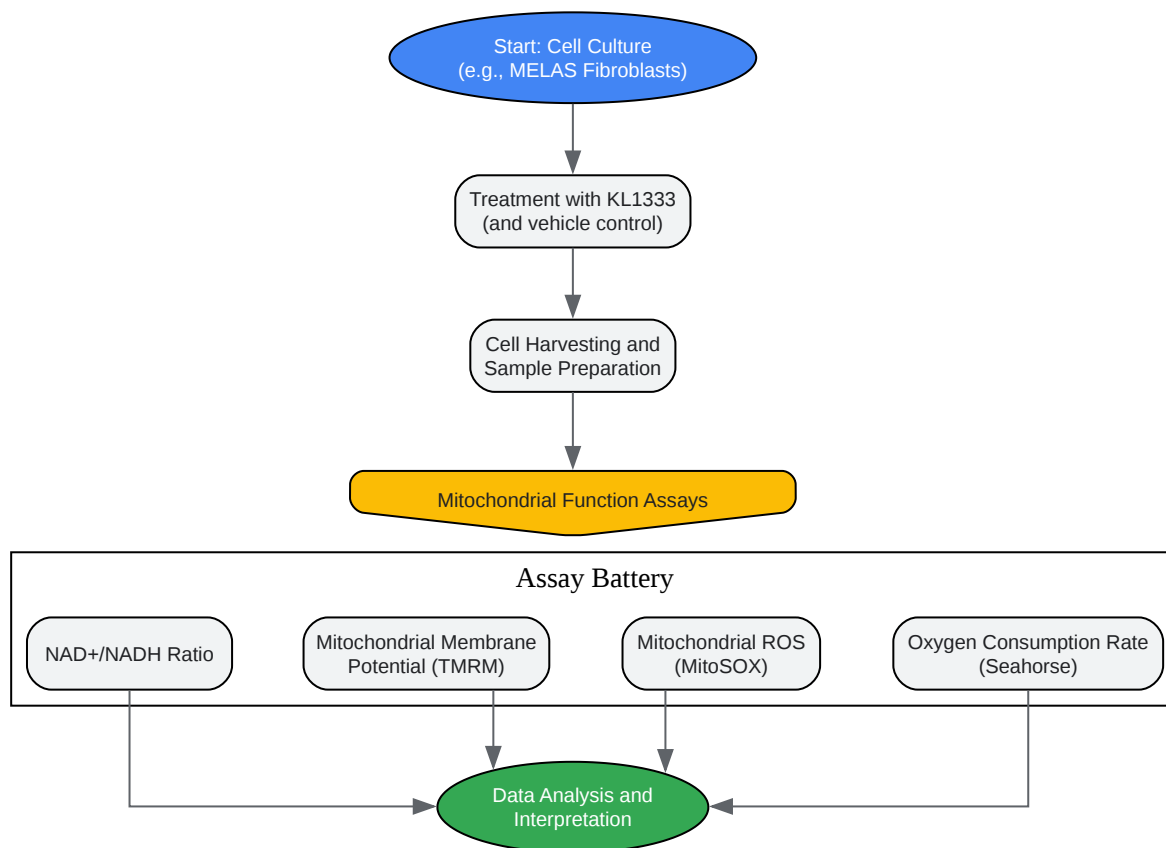 Start: Cell Culture
(e.g., MELAS Fibroblasts)
Treatment with KL1333
(and vehicle control)
Cell Harvesting and
Sample Preparation
Mitochondrial Function Assays
Assay Battery
NAD+/NADH Ratio
Mitochondrial Membrane
Potential (TMRM)
Mitochondrial ROS
(MitoSOX)
Oxygen Consumption Rate
(Seahorse)
Data Analysis and
Interpretation